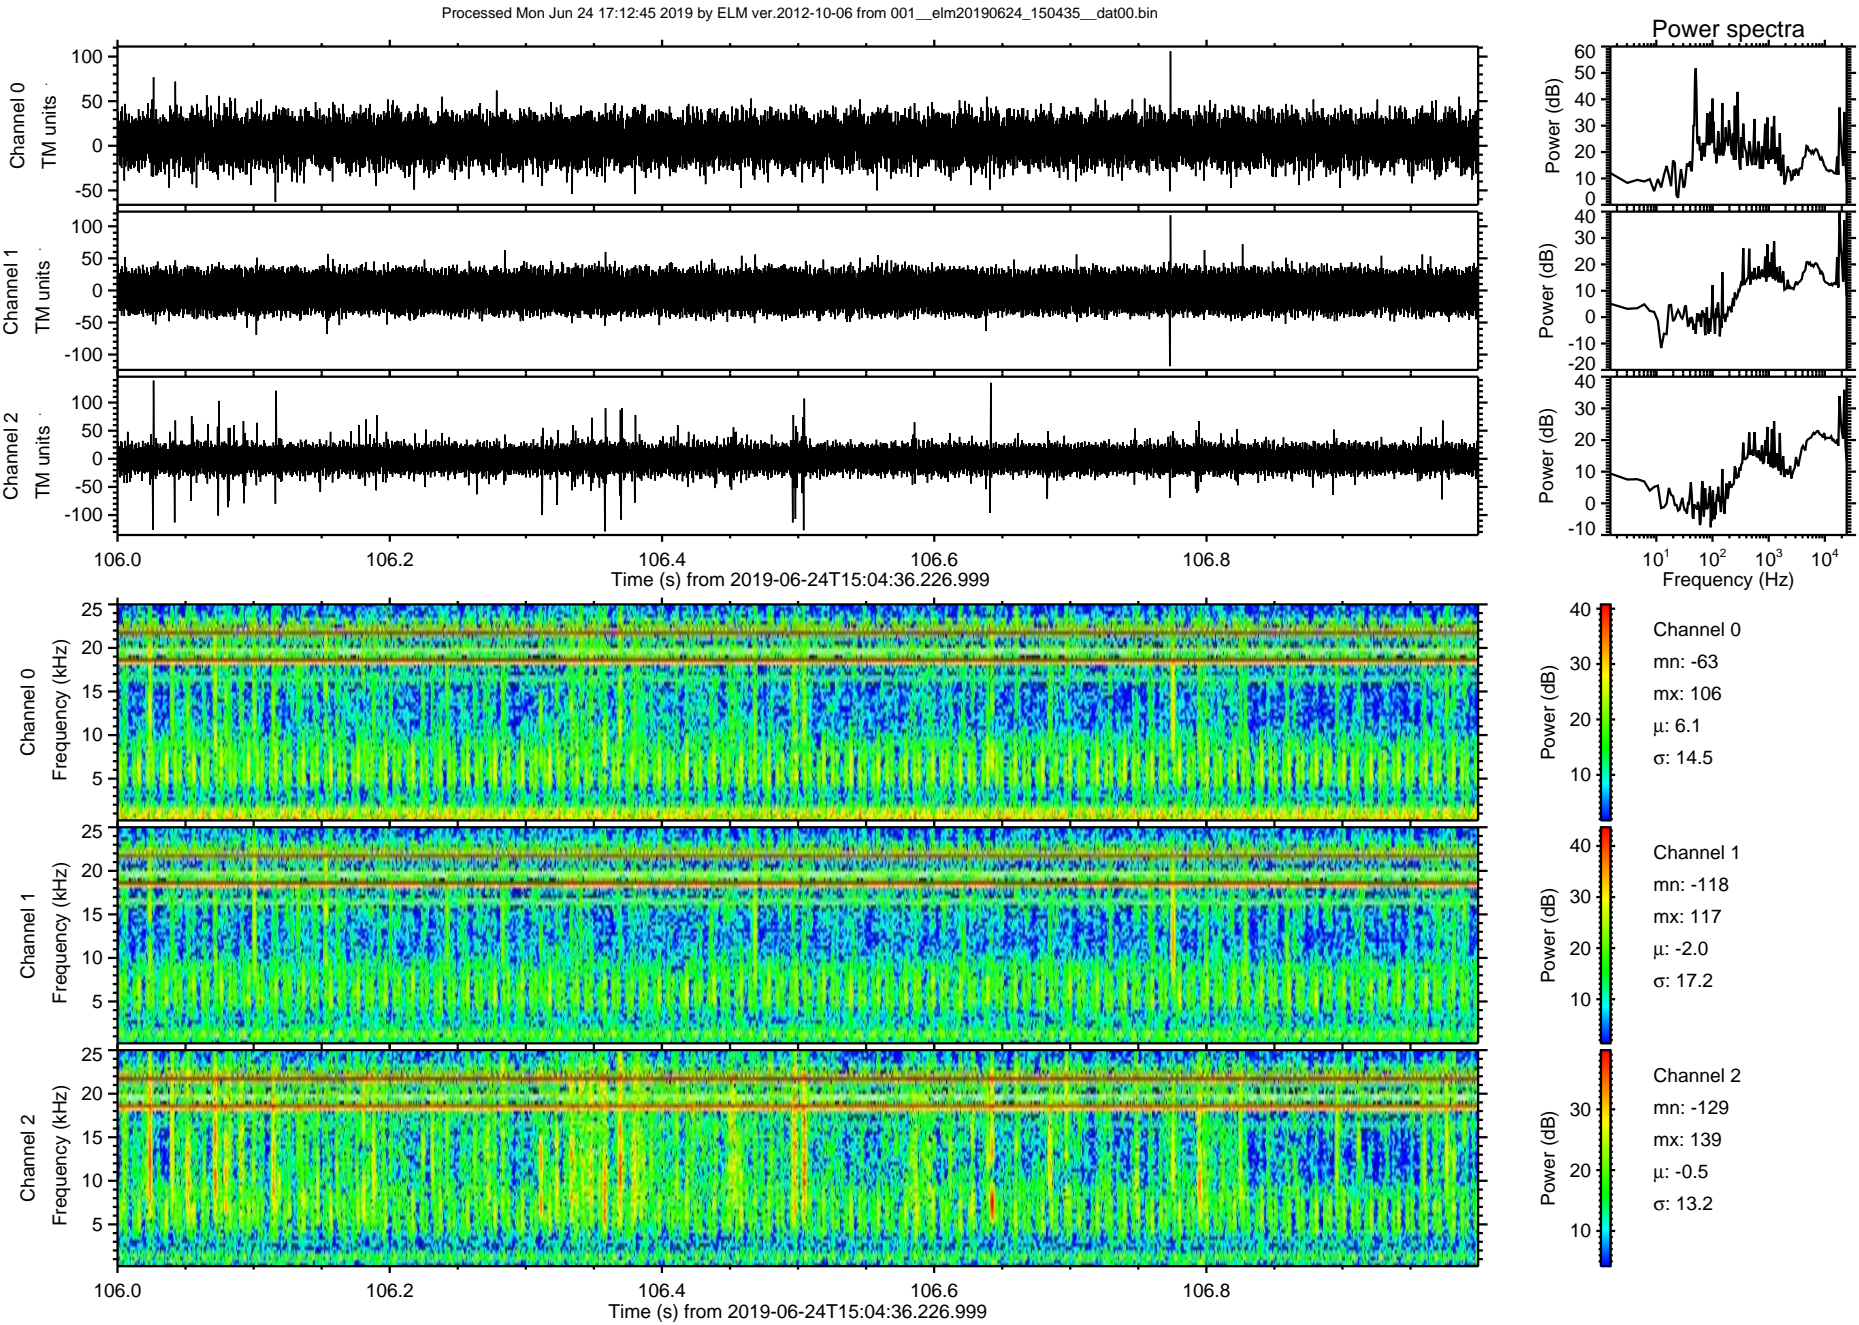 Processed Mon Jun 24 17:12:45 2019 by ELM ver.2012-10-06 from 001__elm20190624_150435__dat00.bin
Power spectra
Channel 0
TM units
100
50
0
-50
Power (dB)
60
50
40
30
20
10
0
Channel 1
TM units
100
50
0
-50
-100
Power (dB)
40
30
20
10
0
-10
-20
Channel 2
TM units
100
50
0
-50
-100
Power (dB)
40
30
20
10
0
-10
106.0 106.2 106.4 106.6 106.8
Time (s) from 2019-06-24T15:04:36.226.999
10^1 10^2 10^3 10^4
Frequency (Hz)
Channel 0
Frequency (kHz)
25
20
15
10
5
Power (dB)
40
30
20
10
Channel 0
mn: -63
mx: 106
μ: 6.1
σ: 14.5
Channel 1
Frequency (kHz)
25
20
15
10
5
Power (dB)
40
30
20
10
Channel 1
mn: -118
mx: 117
μ: -2.0
σ: 17.2
Channel 2
Frequency (kHz)
25
20
15
10
5
Power (dB)
30
20
10
Channel 2
mn: -129
mx: 139
μ: -0.5
σ: 13.2
106.0 106.2 106.4 106.6 106.8
Time (s) from 2019-06-24T15:04:36.226.999